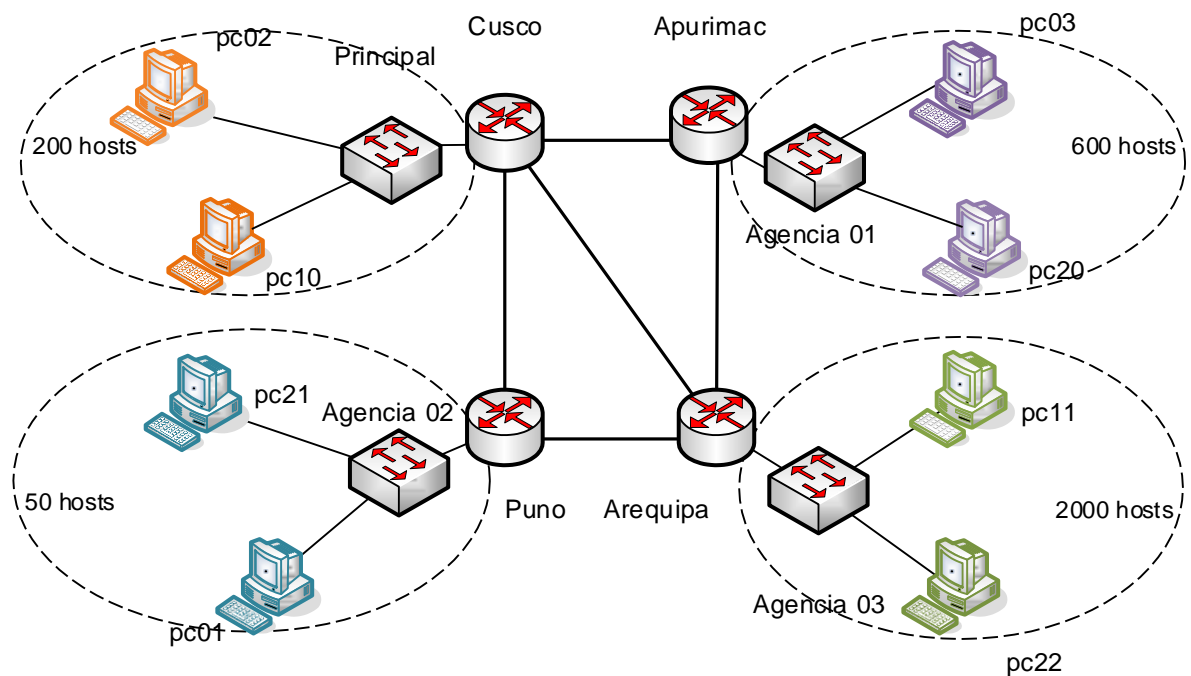 Cusco
Apurimac
pc03
pc02
Principal
200 hosts
600 hosts
Agencia 01
pc10
pc20
pc21
Agencia 02
pc11
50 hosts
Puno
Arequipa
2000 hosts
Agencia 03
pc01
pc22